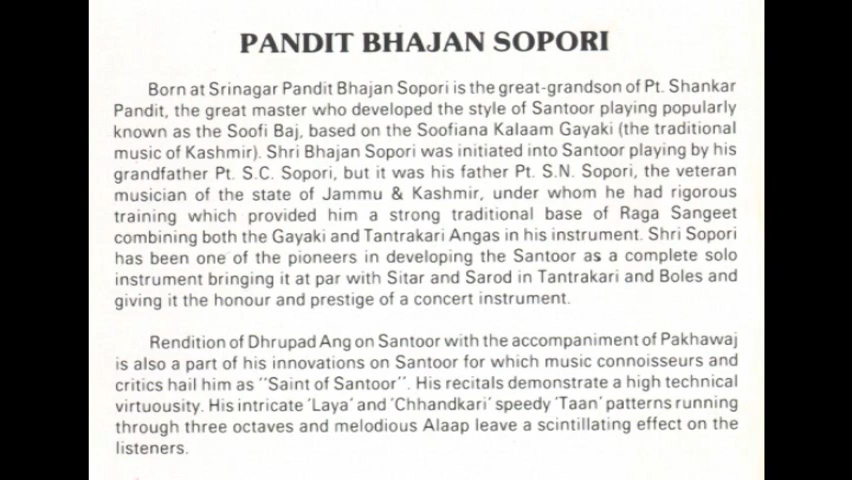 PANDIT BHAJAN SOPORI
Born at Srinagar Pandit Bhajan Sopori is the great-grandson of Pt. Shankar
Pandit, the great master who developed the style of Santoor playing popularly
known as the Soofi Baj, based on the Soofiana Kalaam Gayaki (the traditional
music of Kashmir). Shri Bhajan Sopori was initiated into Santoor playing by his
grandfather Pt. S.C. Sopori, but it was his father Pt. S.N. Sopori, the veteran
musician of the state of Jammu & Kashmir, under whom he had rigorous
training which provided him a strong traditional base of Raga Sangeet
combining both the Gayaki and Tantrakari Angas in his instrument. Shri Sopori
has been one of the pioneers in developing the Santoor as a complete solo
instrument bringing it at par with Sitar and Sarod in Tantrakari and Boles and
giving it the honour and prestige of a concert instrument.
Rendition of Dhrupad Ang on Santoor with the accompaniment of Pakhawaj
is also a part of his innovations on Santoor for which music connoisseurs and
critics hail him as "Saint of Santoor". His recitals demonstrate a high technical
virtuousity. His intricate 'Laya' and 'Chhandkari' speedy 'Taan' patterns running
through three octaves and melodious Alaap leave a scintillating effect on the
listeners.